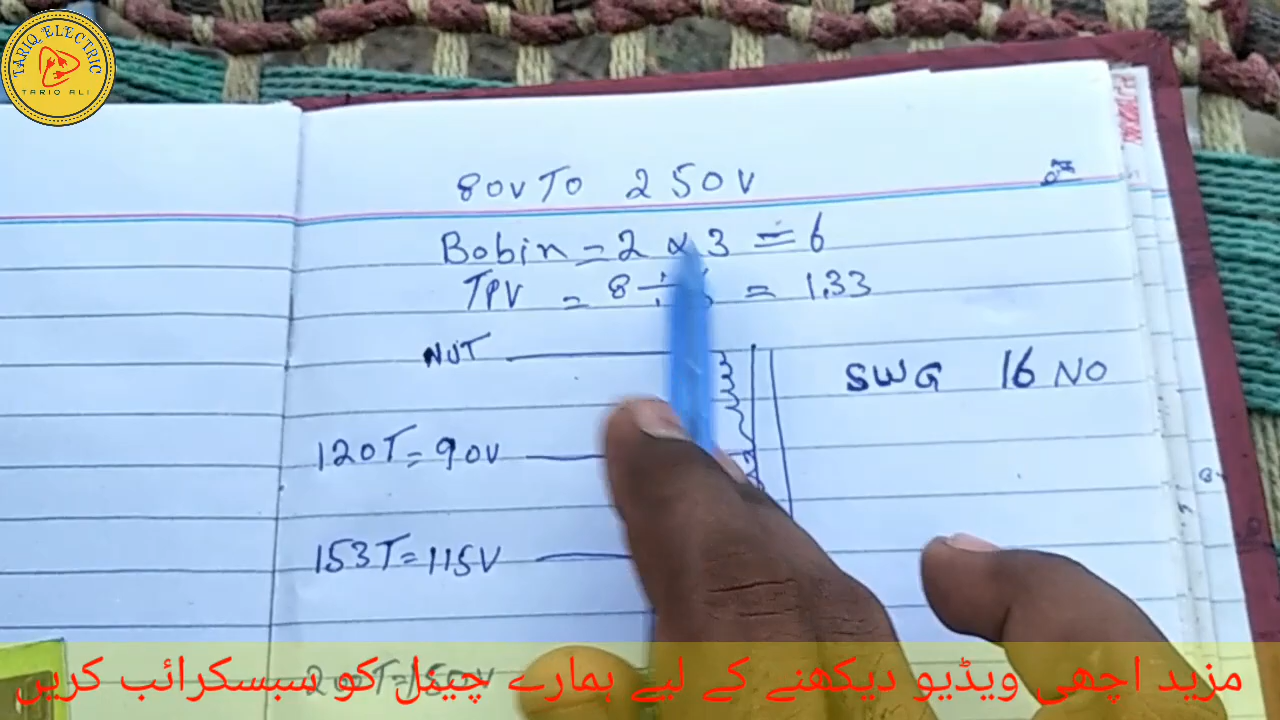 TARIQ ELECTRIC
TARIQ ALI
80V TO 250V
Bobin = 2 x 3 = 6
TPV = 8 ÷ = 1.33
NUT
SWG 16 NO
120T = 90V
153T = 115V
مزید اچھی ویڈیو دیکھنے کے لیے ہمارے چینل کو سبسکرائب کریں